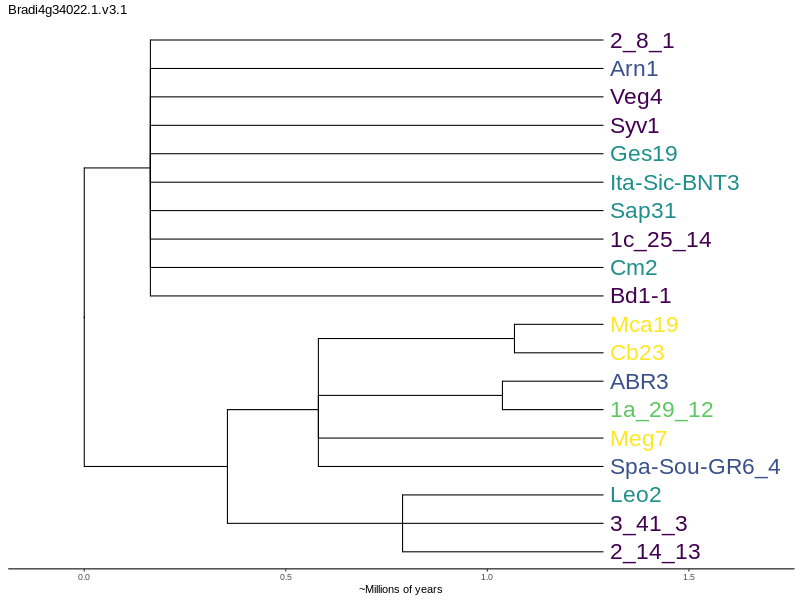 Bradi4g34022.1.v3.1
2_8_1
Arn1
Veg4
Syv1
Ges19
Ita-Sic-BNT3
Sap31
1c_25_14
Cm2
Bd1-1
Mca19
Cb23
ABR3
1a_29_12
Meg7
Spa-Sou-GR6_4
Leo2
3_41_3
2_14_13
0.0 0.5 1.0 1.5
~Millions of years